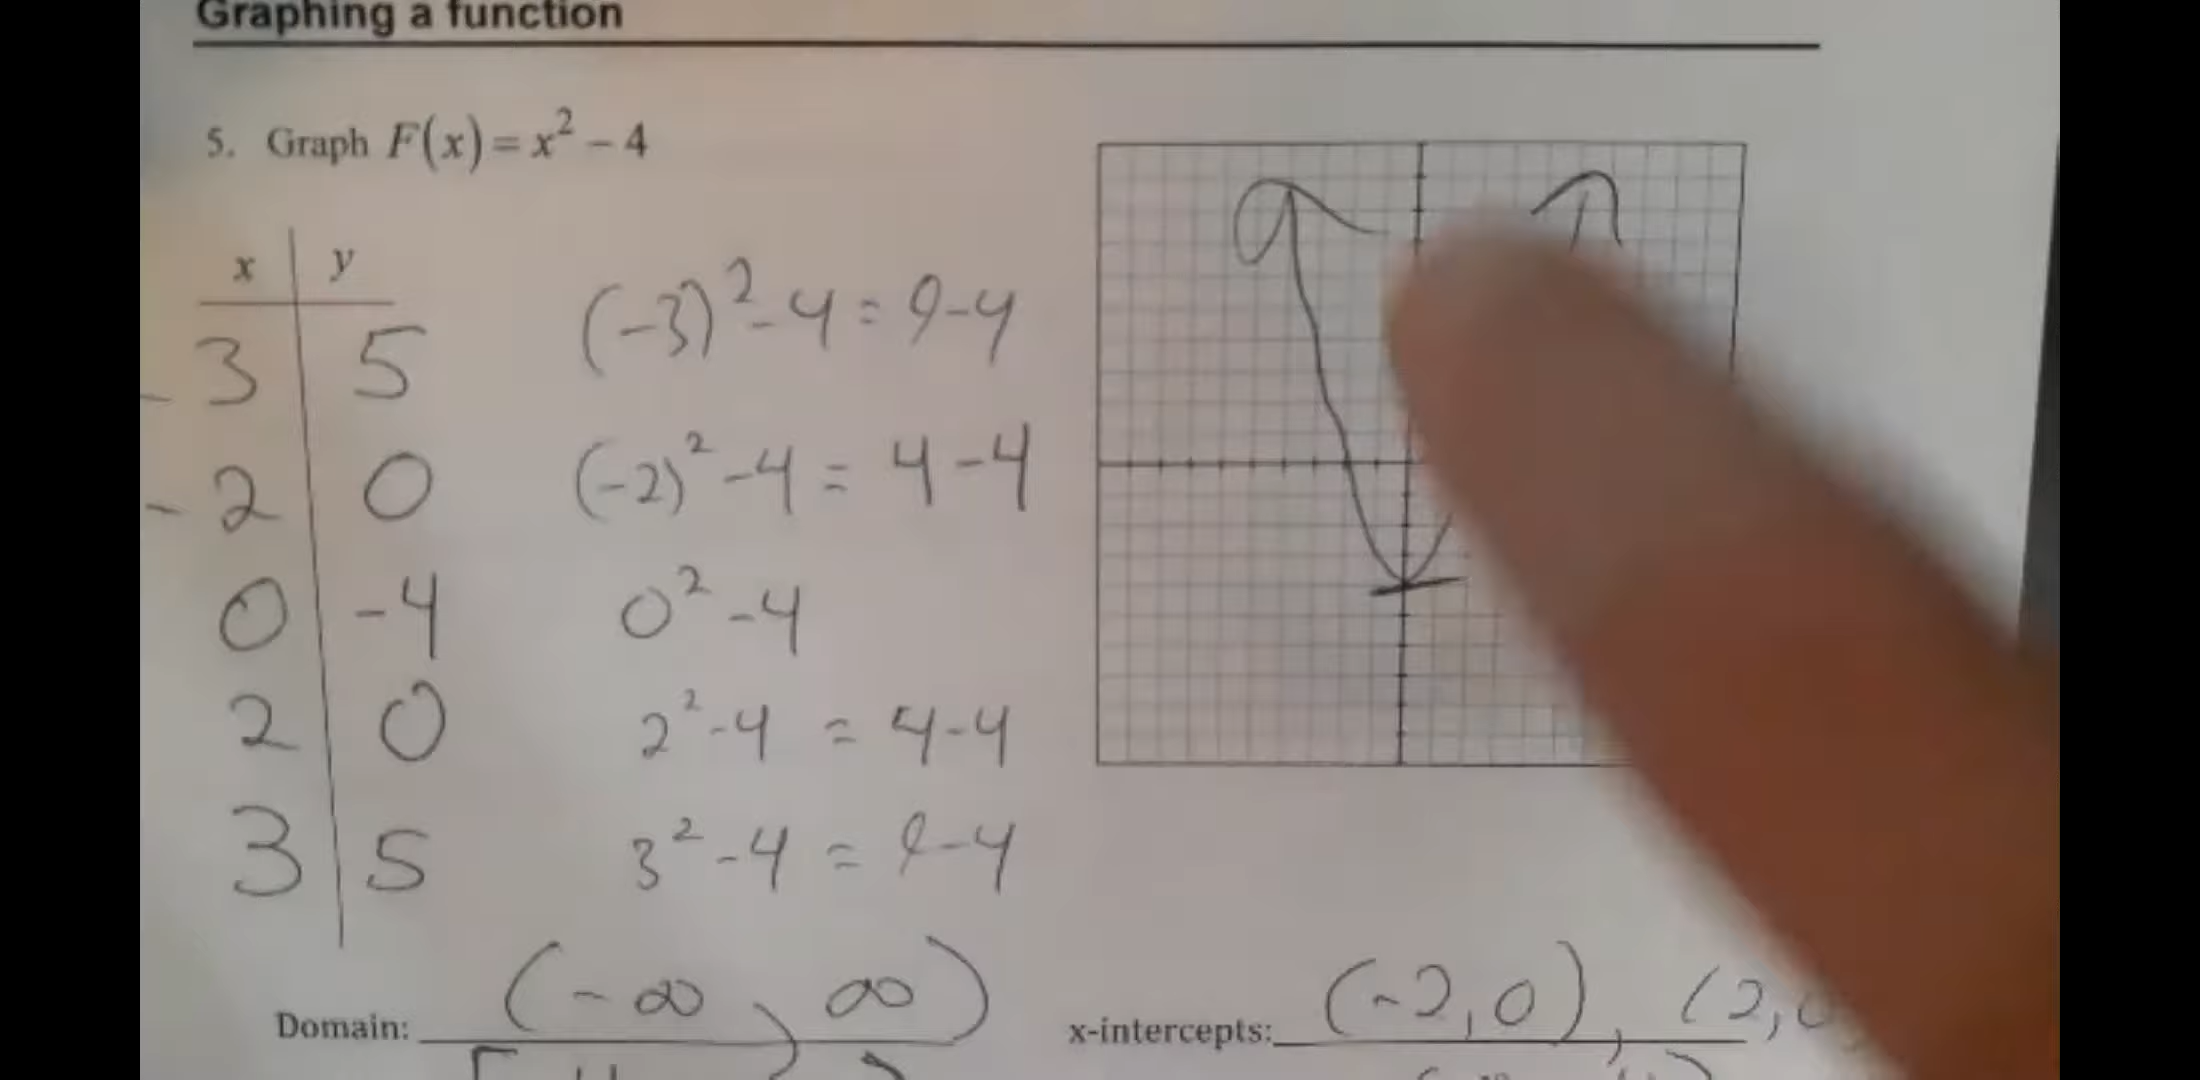 Graphing a function
5. Graph F(x) = x² − 4
x y
-3 5 (-3)² - 4 = 9-4
-2 0 (-2)² - 4 = 4-4
0 -4 0² - 4
2 0 2² - 4 = 4-4
3 5 3² - 4 = 9-4
Domain: (-∞, ∞)
x-intercepts: (-2,0), (2,0